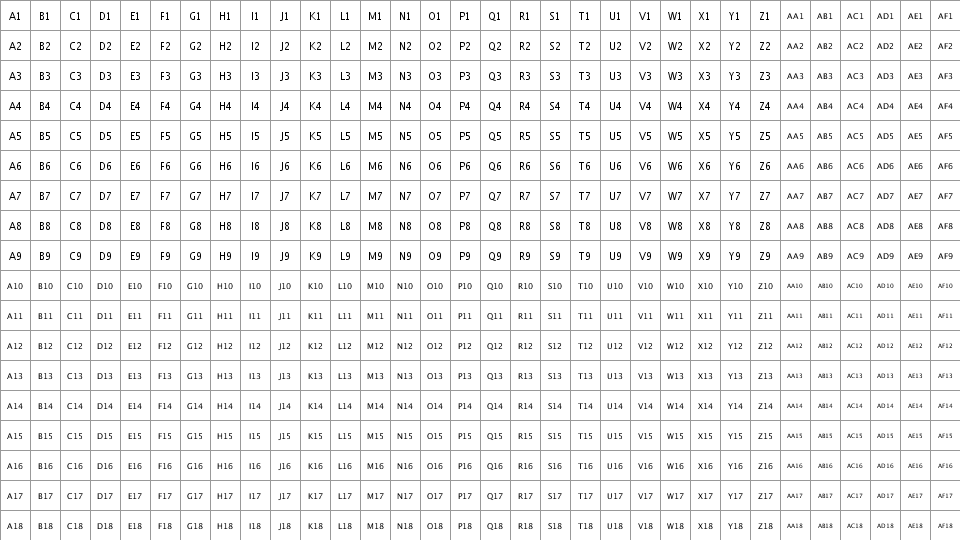 A1 B1 C1 D1 E1 F1 G1 H1 I1 J1 K1 L1 M1 N1 O1 P1 Q1 R1 S1 T1 U1 V1 W1 X1 Y1 Z1 AA1 AB1 AC1 AD1 AE1 AF1
A2 B2 C2 D2 E2 F2 G2 H2 I2 J2 K2 L2 M2 N2 O2 P2 Q2 R2 S2 T2 U2 V2 W2 X2 Y2 Z2 AA2 AB2 AC2 AD2 AE2 AF2
A3 B3 C3 D3 E3 F3 G3 H3 I3 J3 K3 L3 M3 N3 O3 P3 Q3 R3 S3 T3 U3 V3 W3 X3 Y3 Z3 AA3 AB3 AC3 AD3 AE3 AF3
A4 B4 C4 D4 E4 F4 G4 H4 I4 J4 K4 L4 M4 N4 O4 P4 Q4 R4 S4 T4 U4 V4 W4 X4 Y4 Z4 AA4 AB4 AC4 AD4 AE4 AF4
A5 B5 C5 D5 E5 F5 G5 H5 I5 J5 K5 L5 M5 N5 O5 P5 Q5 R5 S5 T5 U5 V5 W5 X5 Y5 Z5 AA5 AB5 AC5 AD5 AE5 AF5
A6 B6 C6 D6 E6 F6 G6 H6 I6 J6 K6 L6 M6 N6 O6 P6 Q6 R6 S6 T6 U6 V6 W6 X6 Y6 Z6 AA6 AB6 AC6 AD6 AE6 AF6
A7 B7 C7 D7 E7 F7 G7 H7 I7 J7 K7 L7 M7 N7 O7 P7 Q7 R7 S7 T7 U7 V7 W7 X7 Y7 Z7 AA7 AB7 AC7 AD7 AE7 AF7
A8 B8 C8 D8 E8 F8 G8 H8 I8 J8 K8 L8 M8 N8 O8 P8 Q8 R8 S8 T8 U8 V8 W8 X8 Y8 Z8 AA8 AB8 AC8 AD8 AE8 AF8
A9 B9 C9 D9 E9 F9 G9 H9 I9 J9 K9 L9 M9 N9 O9 P9 Q9 R9 S9 T9 U9 V9 W9 X9 Y9 Z9 AA9 AB9 AC9 AD9 AE9 AF9
A10 B10 C10 D10 E10 F10 G10 H10 I10 J10 K10 L10 M10 N10 O10 P10 Q10 R10 S10 T10 U10 V10 W10 X10 Y10 Z10 AA10 AB10 AC10 AD10 AE10 AF10
A11 B11 C11 D11 E11 F11 G11 H11 I11 J11 K11 L11 M11 N11 O11 P11 Q11 R11 S11 T11 U11 V11 W11 X11 Y11 Z11 AA11 AB11 AC11 AD11 AE11 AF11
A12 B12 C12 D12 E12 F12 G12 H12 I12 J12 K12 L12 M12 N12 O12 P12 Q12 R12 S12 T12 U12 V12 W12 X12 Y12 Z12 AA12 AB12 AC12 AD12 AE12 AF12
A13 B13 C13 D13 E13 F13 G13 H13 I13 J13 K13 L13 M13 N13 O13 P13 Q13 R13 S13 T13 U13 V13 W13 X13 Y13 Z13 AA13 AB13 AC13 AD13 AE13 AF13
A14 B14 C14 D14 E14 F14 G14 H14 I14 J14 K14 L14 M14 N14 O14 P14 Q14 R14 S14 T14 U14 V14 W14 X14 Y14 Z14 AA14 AB14 AC14 AD14 AE14 AF14
A15 B15 C15 D15 E15 F15 G15 H15 I15 J15 K15 L15 M15 N15 O15 P15 Q15 R15 S15 T15 U15 V15 W15 X15 Y15 Z15 AA15 AB15 AC15 AD15 AE15 AF15
A16 B16 C16 D16 E16 F16 G16 H16 I16 J16 K16 L16 M16 N16 O16 P16 Q16 R16 S16 T16 U16 V16 W16 X16 Y16 Z16 AA16 AB16 AC16 AD16 AE16 AF16
A17 B17 C17 D17 E17 F17 G17 H17 I17 J17 K17 L17 M17 N17 O17 P17 Q17 R17 S17 T17 U17 V17 W17 X17 Y17 Z17 AA17 AB17 AC17 AD17 AE17 AF17
A18 B18 C18 D18 E18 F18 G18 H18 I18 J18 K18 L18 M18 N18 O18 P18 Q18 R18 S18 T18 U18 V18 W18 X18 Y18 Z18 AA18 AB18 AC18 AD18 AE18 AF18